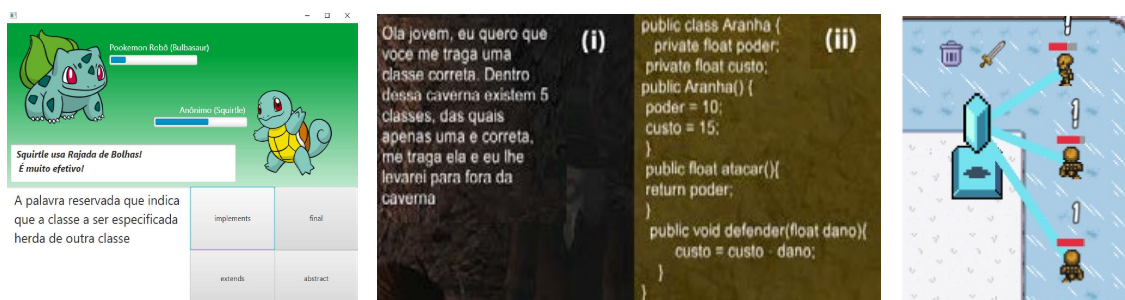 Pookemon Robô (Bulbasaur)
Anônimo (Squirtle)
Squirtle usa Rajada de Bolhas!
É muito efetivo!
A palavra reservada que indica
que a classe a ser especificada
herda de outra classe
implements
final
extends
abstract
Ola jovem, eu quero que
voce me traga uma
classe correta. Dentro
dessa caverna existem 5
classes, das quais
apenas uma e correta,
me traga ela e eu lhe
levarei para fora da
caverna
(i)
public class Aranha {
private float poder;
private float custo;
public Aranha() {
poder = 10;
custo = 15;
}
public float atacar(){
return poder;
}
public void defender(float dano){
custo = custo - dano;
}
}
(ii)
1
1
1